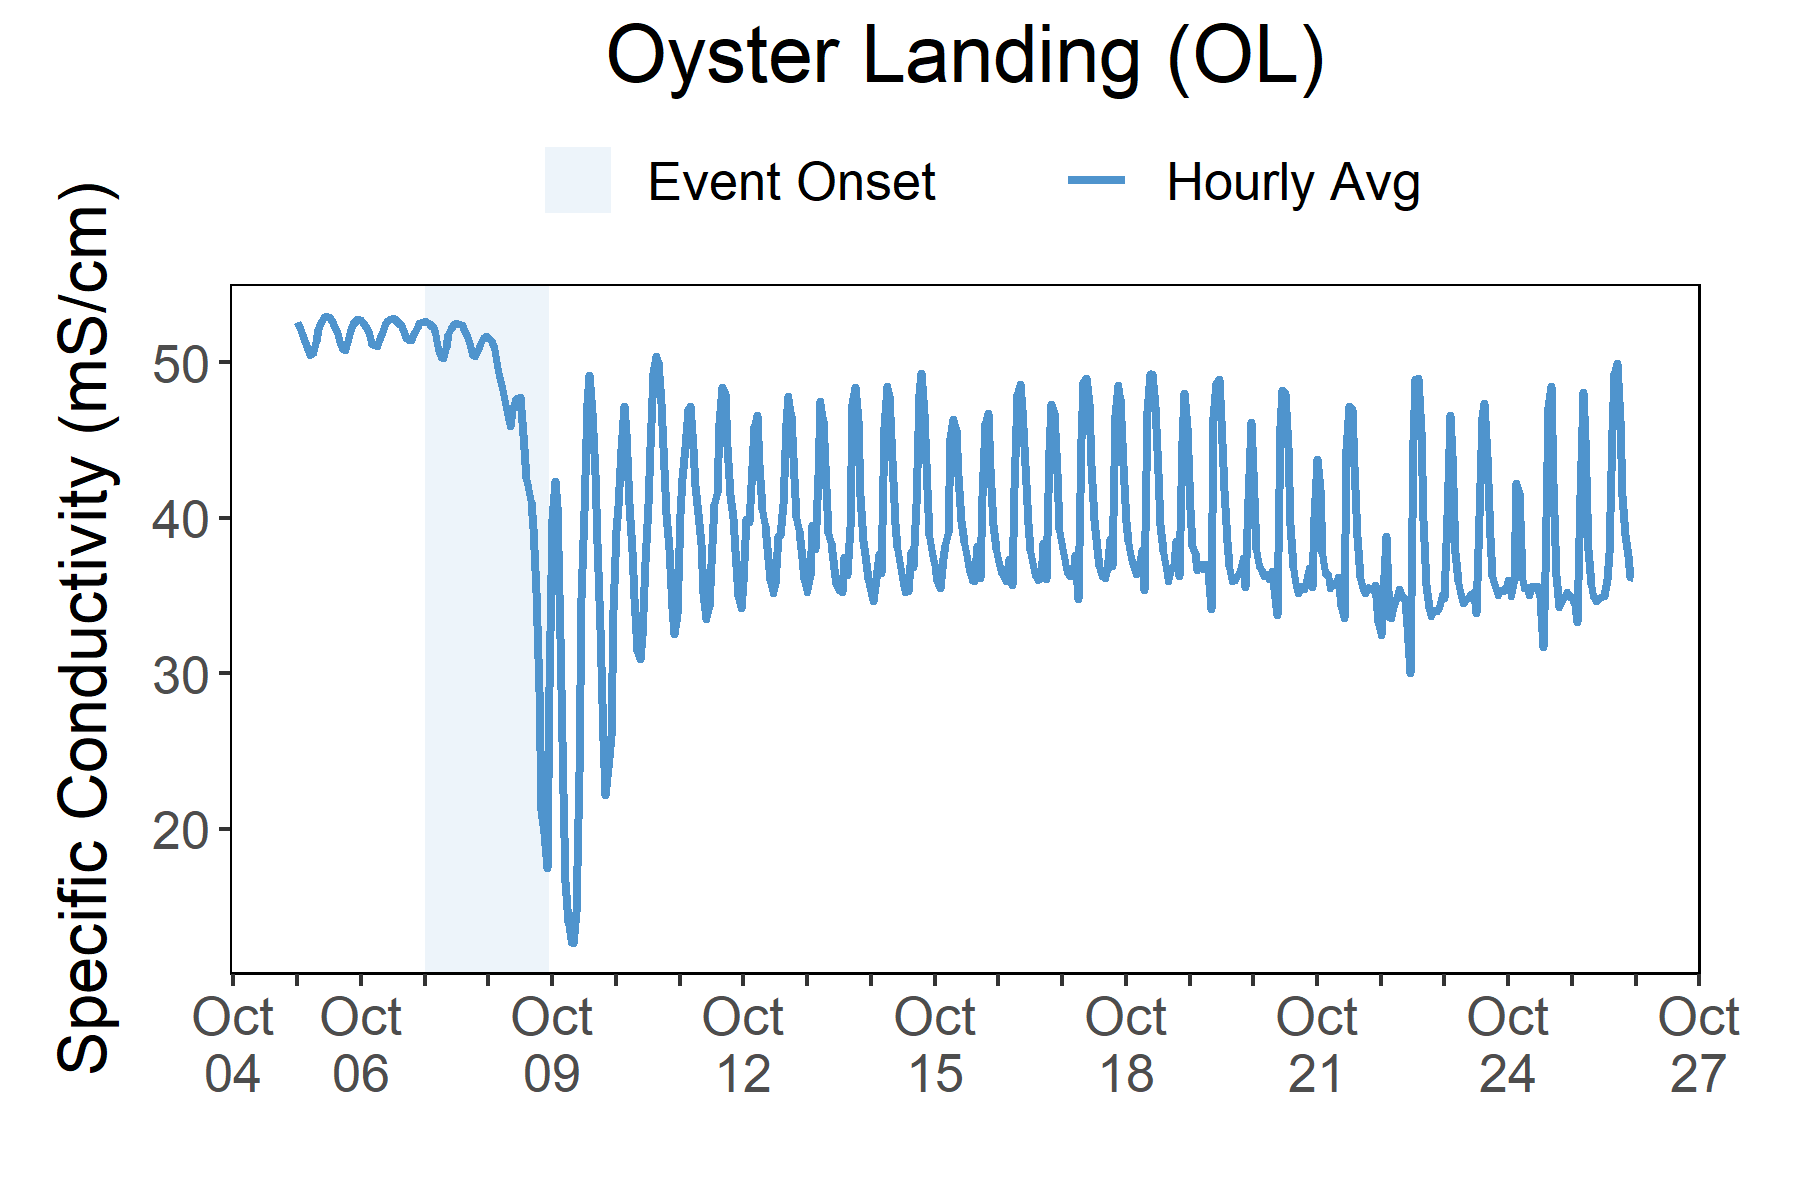 Oyster Landing (OL)
Event Onset
Hourly Avg
Specific Conductivity (mS/cm)
50
40
30
20
Oct
04
Oct
06
Oct
09
Oct
12
Oct
15
Oct
18
Oct
21
Oct
24
Oct
27